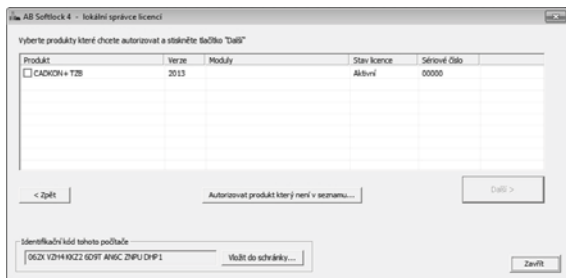 AB Softlock 4 - lokální správce licencí
Vyberte produkty které chcete autorizovat a stiskněte tlačítko "Další"
Produkt Verze Moduly Stav licence Sériové číslo
CADKON+ TZB 2013 Aktivní 00000
< Zpět Autorizovat produkt který není v seznamu... Další >
Identifikační kód tohoto počítače
062X VZH4 KKZ2 6D9T AN6C ZNPU DHP1 Vložit do schránky...
Zavřít